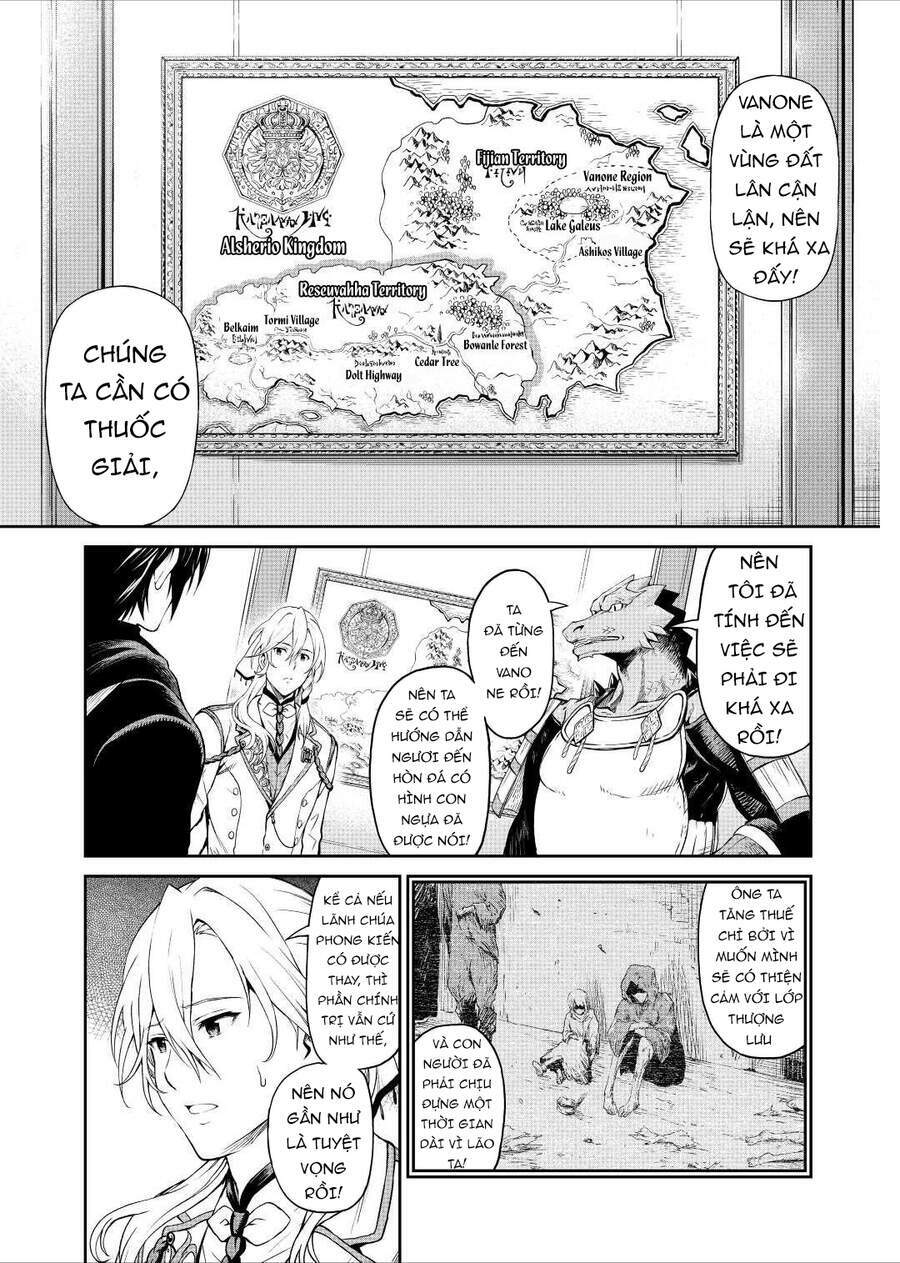 VANONE
LÀ MỘT
VÙNG ĐẤT
LÂN CẬN
LẬN, NÊN
SẼ KHÁ XA
ĐẤY!
Fijian Territory
Vanone Region
Lake Galeus
Ashikos Village
Alsherio Kingdom
Reseuvakha Territory
Tormi Village
Belkaim
Bowanle Forest
Cedar Tree
Dolt Highway
CHÚNG
TA CẦN CÓ
THUỐC
GIẢI,
NÊN
TÔI ĐÃ
TÍNH ĐẾN
VIỆC SẼ
PHẢI ĐI
KHÁ XA
RỒI!
TA
ĐÃ TỪNG
ĐẾN
VANO
NE RỒI!
NÊN TA
SẼ CÓ THỂ
HƯỚNG DẪN
NGƯƠI ĐẾN
HÒN ĐÁ CÓ
HÌNH CON
NGỰA ĐÃ
ĐƯỢC NÓI!
ÔNG TA
TĂNG THUẾ
CHỈ BỞI VÌ
MUỐN MÌNH
SẼ CÓ THIỆN
CẢM VỚI LỚP
THƯỢNG
LƯU
VÀ CON
NGƯỜI ĐÃ
PHẢI CHỊU
ĐỰNG MỘT
THỜI GIAN
DÀI VÌ LÃO
TA!
KỂ CẢ NẾU
LÃNH CHÚA
PHONG KIẾN
CÓ ĐƯỢC
THAY, THÌ
PHẦN CHÍNH
TRỊ VẪN CỨ
NHƯ THẾ,
NÊN NÓ
GẦN NHƯ
LÀ TUYỆT
VỌNG
RỒI!